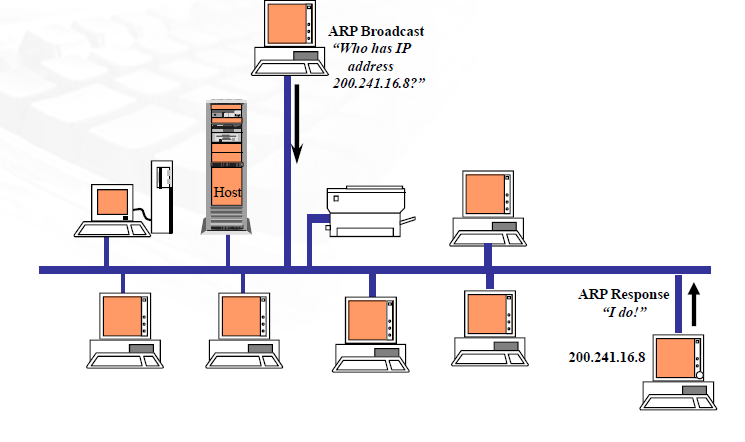 ARP Broadcast
“Who has IP
address
200.241.16.8?”
Host
ARP Response
“I do!”
200.241.16.8